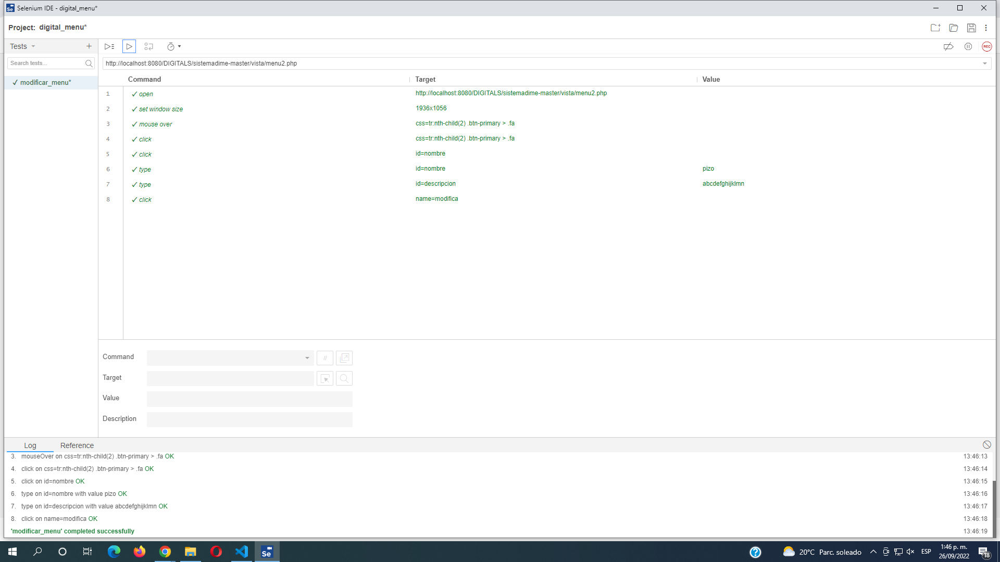 Selenium IDE - digital_menu*
Project: digital_menu*
Tests
Search tests...
http://localhost:8080/DIGITALS/sistemadime-master/vista/menu2.php
REC
✓ modificar_menu*
Command Target Value
1 ✓ open http://localhost:8080/DIGITALS/sistemadime-master/vista/menu2.php
2 ✓ set window size 1936x1056
3 ✓ mouse over css=tr:nth-child(2) .btn-primary > .fa
4 ✓ click css=tr:nth-child(2) .btn-primary > .fa
5 ✓ click id=nombre
6 ✓ type id=nombre pizo
7 ✓ type id=descripcion abcdefghijklmn
8 ✓ click name=modifica
Command //
Target
Value
Description
Log Reference
3. mouseOver on css=tr:nth-child(2) .btn-primary > .fa OK 13:46:13
4. click on css=tr:nth-child(2) .btn-primary > .fa OK 13:46:14
5. click on id=nombre OK 13:46:15
6. type on id=nombre with value pizo OK 13:46:16
7. type on id=descripcion with value abcdefghijklmn OK 13:46:17
8. click on name=modifica OK 13:46:18
'modificar_menu' completed successfully 13:46:19
Se
20°C Parc. soleado ESP 1:46 p. m.
26/09/2022
18